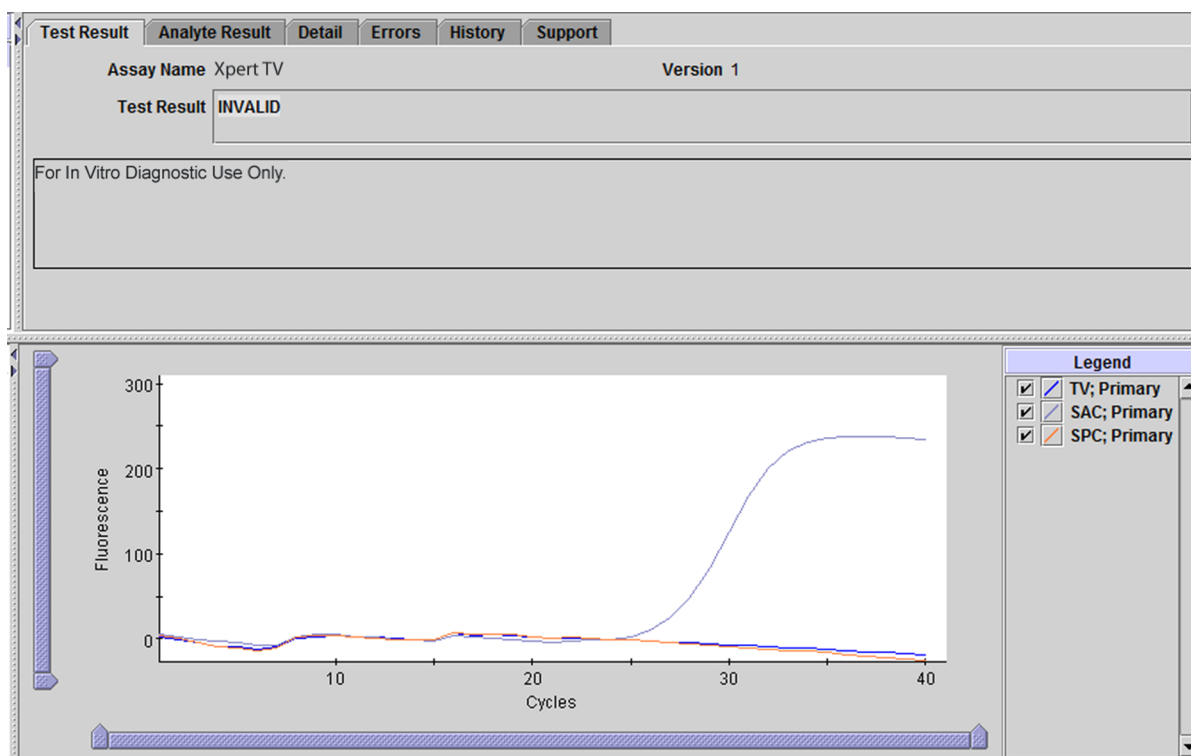 Test Result Analyte Result Detail Errors History Support
Assay Name Xpert TV Version 1
Test Result INVALID
For In Vitro Diagnostic Use Only.
Legend
TV; Primary
SAC; Primary
SPC; Primary
300
200
100
0
Fluorescence
10 20 30 40
Cycles